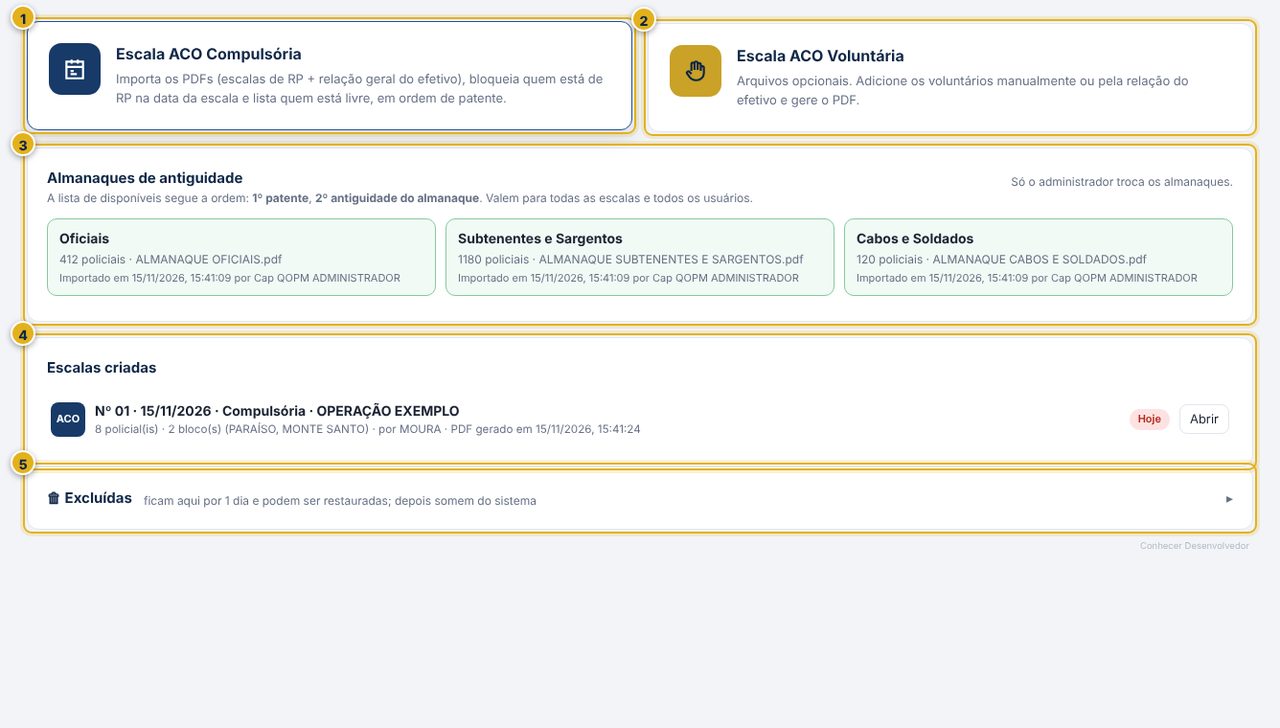 1
Escala ACO Compulsória
Importa os PDFs (escalas de RP + relação geral do efetivo), bloqueia quem está de
RP na data da escala e lista quem está livre, em ordem de patente.
2
Escala ACO Voluntária
Arquivos opcionais. Adicione os voluntários manualmente ou pela relação do
efetivo e gere o PDF.
3
Almanaques de antiguidade
Só o administrador troca os almanaques.
A lista de disponíveis segue a ordem: 1º patente, 2º antiguidade do almanaque. Valem para todas as escalas e todos os usuários.
Oficiais
412 policiais · ALMANAQUE OFICIAIS.pdf
Importado em 15/11/2026, 15:41:09 por Cap QOPM ADMINISTRADOR
Subtenentes e Sargentos
1180 policiais · ALMANAQUE SUBTENENTES E SARGENTOS.pdf
Importado em 15/11/2026, 15:41:09 por Cap QOPM ADMINISTRADOR
Cabos e Soldados
120 policiais · ALMANAQUE CABOS E SOLDADOS.pdf
Importado em 15/11/2026, 15:41:09 por Cap QOPM ADMINISTRADOR
4
Escalas criadas
ACO
Nº 01 · 15/11/2026 · Compulsória · OPERAÇÃO EXEMPLO
8 policial(is) · 2 bloco(s) (PARAÍSO, MONTE SANTO) · por MOURA · PDF gerado em 15/11/2026, 15:41:24
Hoje
Abrir
5
Excluídas ficam aqui por 1 dia e podem ser restauradas; depois somem do sistema
Conhecer Desenvolvedor